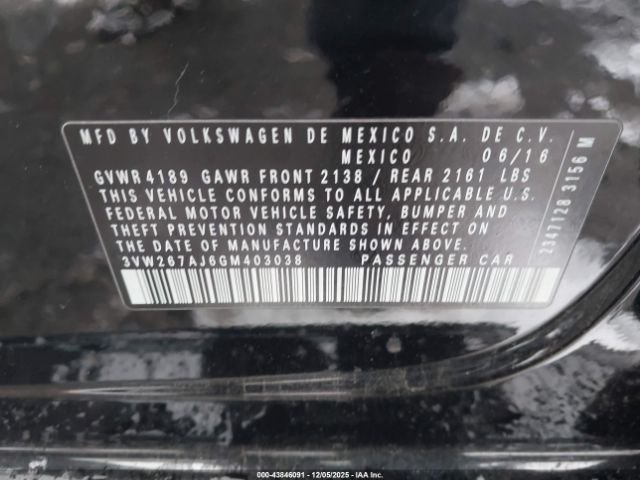 MFD BY VOLKSWAGEN DE MEXICO S.A. DE C.V.
MEXICO 06/16
GVWR 4189 GAWR FRONT 2138 / REAR 2161 LBS
THIS VEHICLE CONFORMS TO ALL APPLICABLE U.S.
FEDERAL MOTOR VEHICLE SAFETY, BUMPER AND
THEFT PREVENTION STANDARDS IN EFFECT ON
THE DATE OF MANUFACTURE SHOWN ABOVE.
3VW267AJ6GM403038 PASSENGER CAR
2347128 3156 M
000-43846091 - 12/05/2025 - IAA Inc.